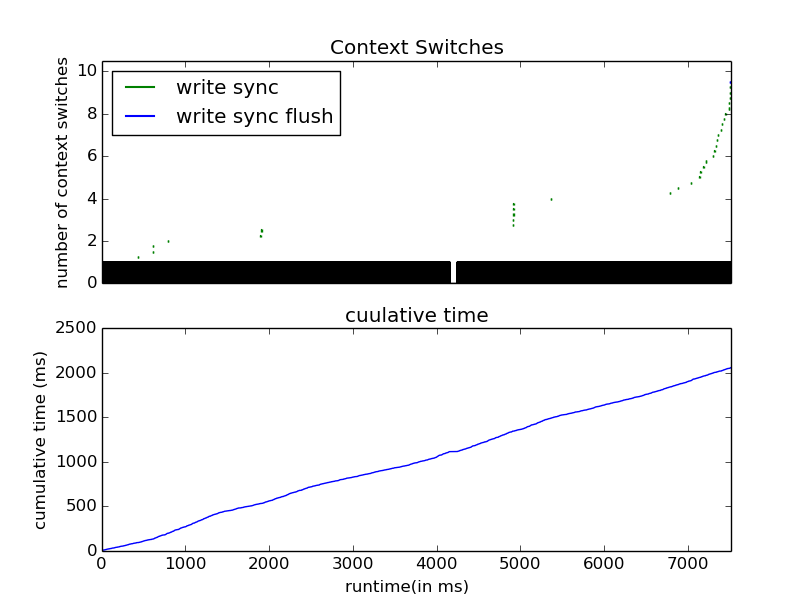 Context Switches
number of context switches
10
8
6
4
2
0
write sync
write sync flush
cuulative time
cumulative time (ms)
2500
2000
1500
1000
500
0
0 1000 2000 3000 4000 5000 6000 7000
runtime(in ms)